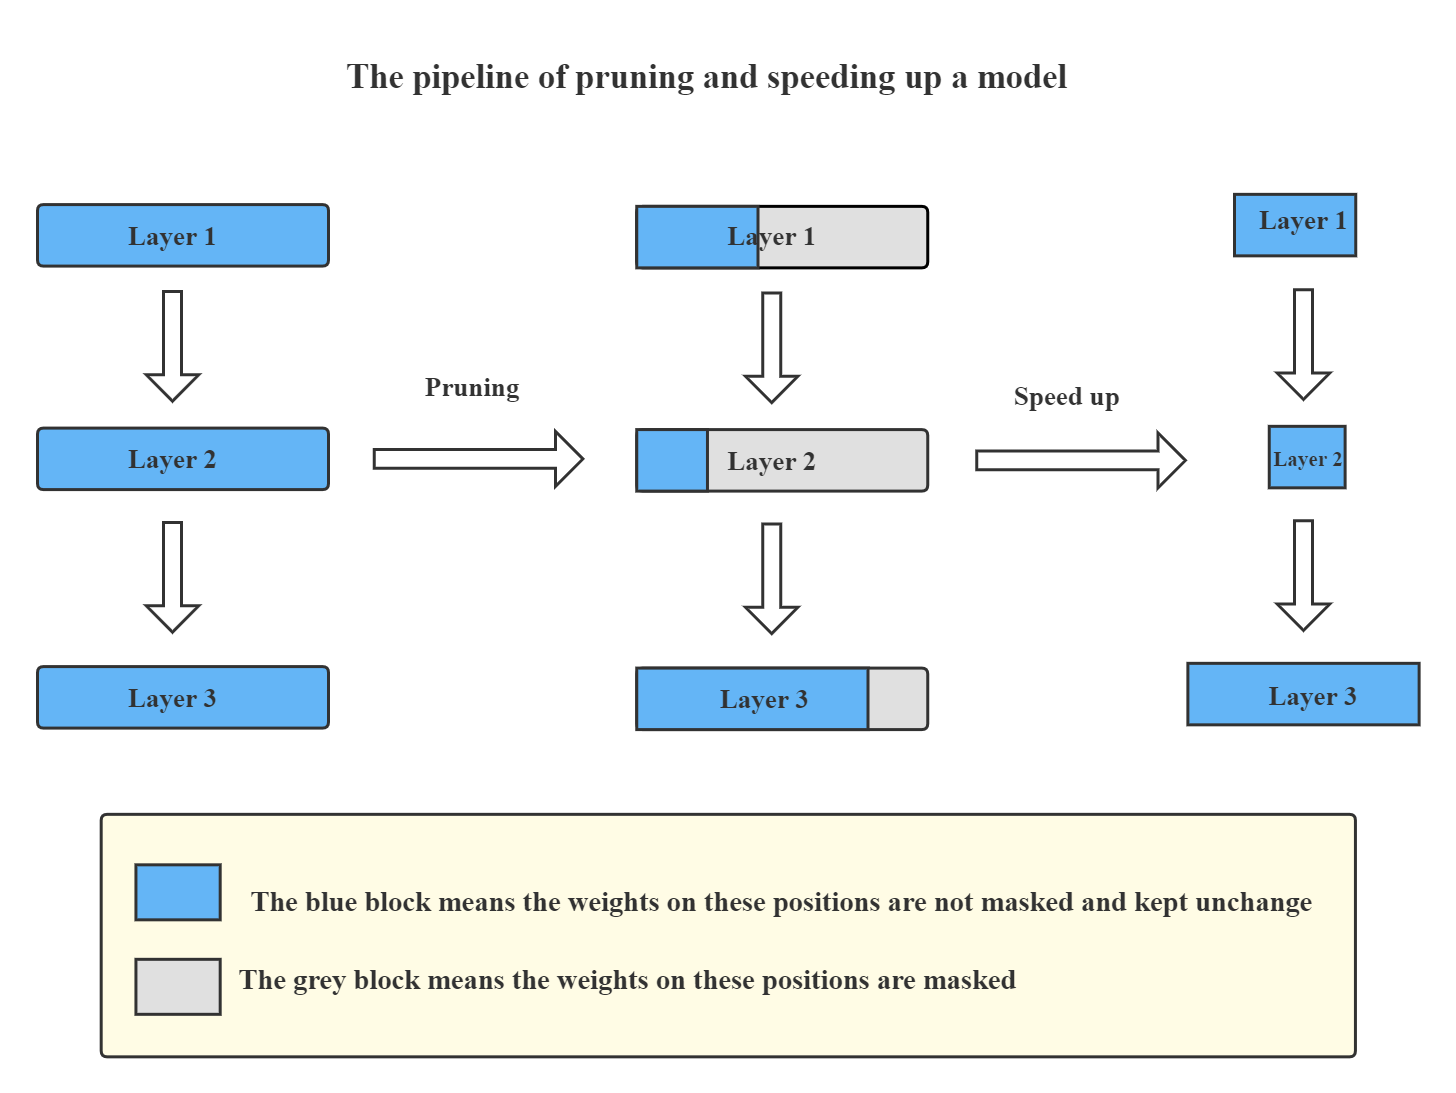 The pipeline of pruning and speeding up a model
Layer 1
Layer 1
Layer 1
Pruning
Speed up
Layer 2
Layer 2
Layer 2
Layer 3
Layer 3
Layer 3
The blue block means the weights on these positions are not masked and kept unchange
The grey block means the weights on these positions are masked